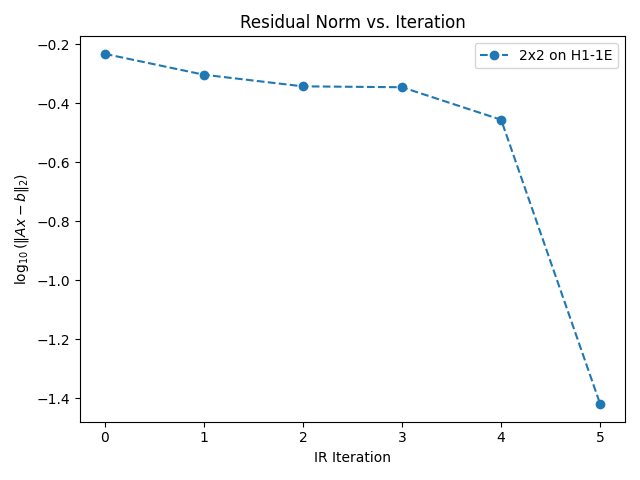 Residual Norm vs. Iteration
2x2 on H1-1E
−0.2
−0.4
−0.6
−0.8
−1.0
−1.2
−1.4
log₁₀(‖Ax − b‖₂)
0 1 2 3 4 5
IR Iteration